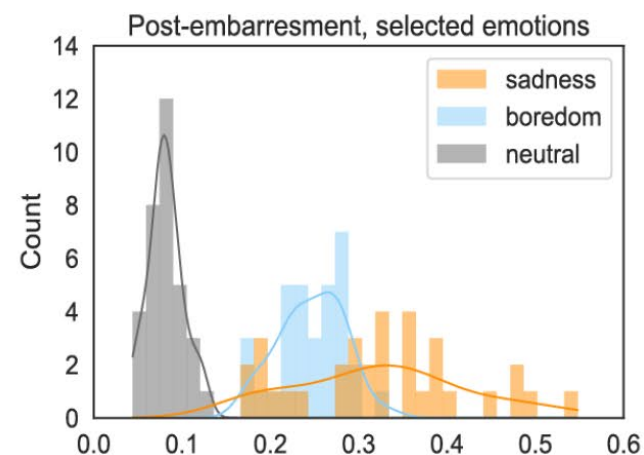 Post-embarresment, selected emotions
14
12
10
8
6
4
2
0
Count
sadness
boredom
neutral
0.0 0.1 0.2 0.3 0.4 0.5 0.6